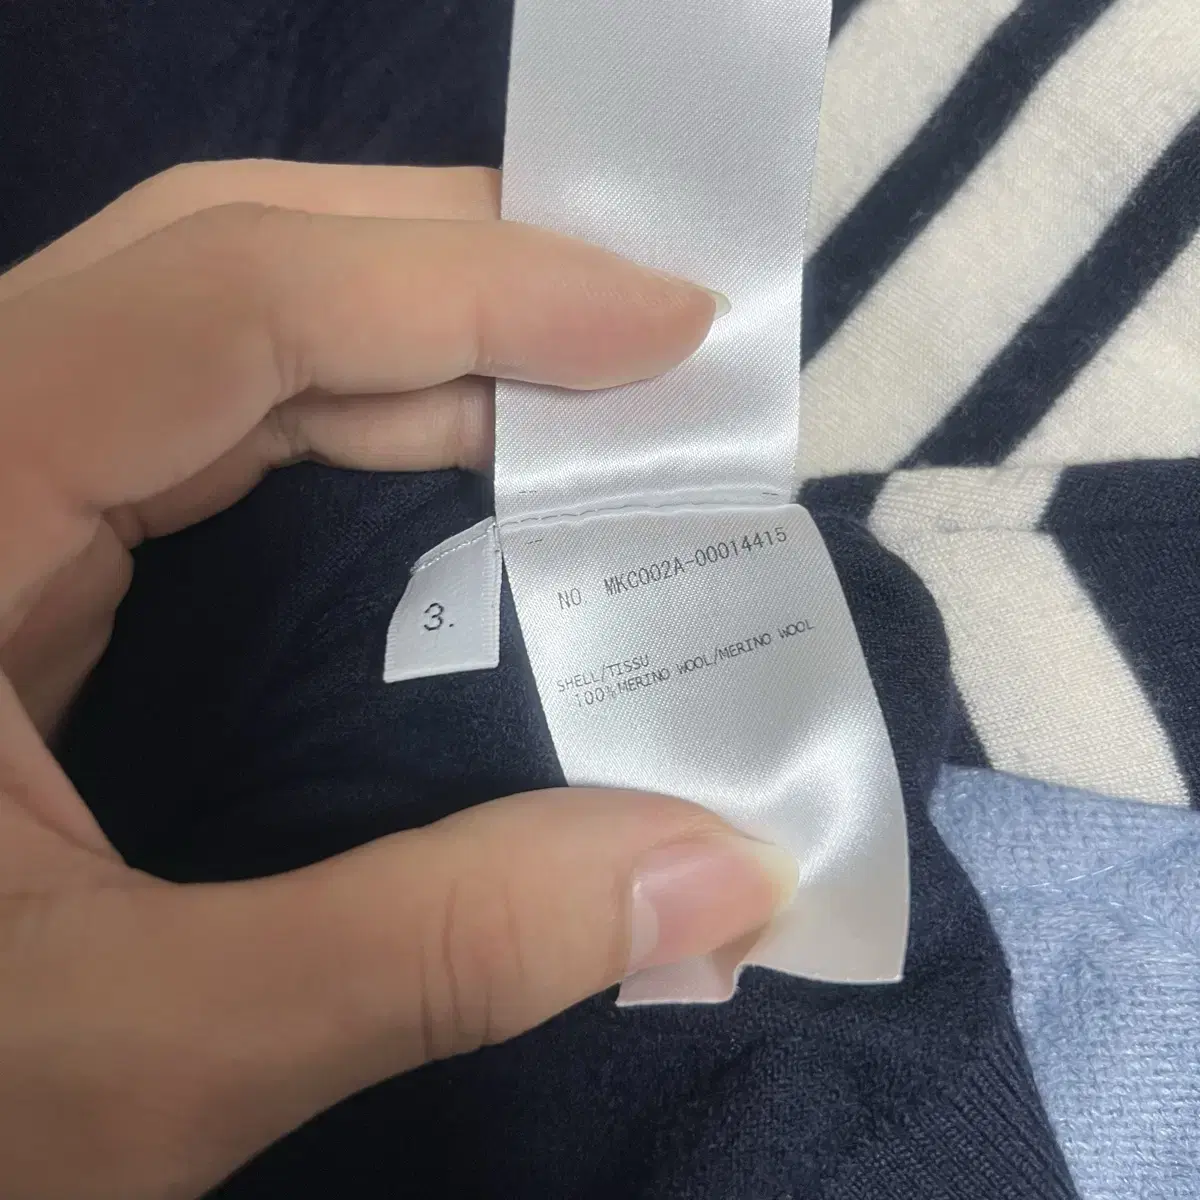 NO MKC002A-00014415
3.
SHELL/TISSU
100%MERINO WOOL/MERINO WOOL